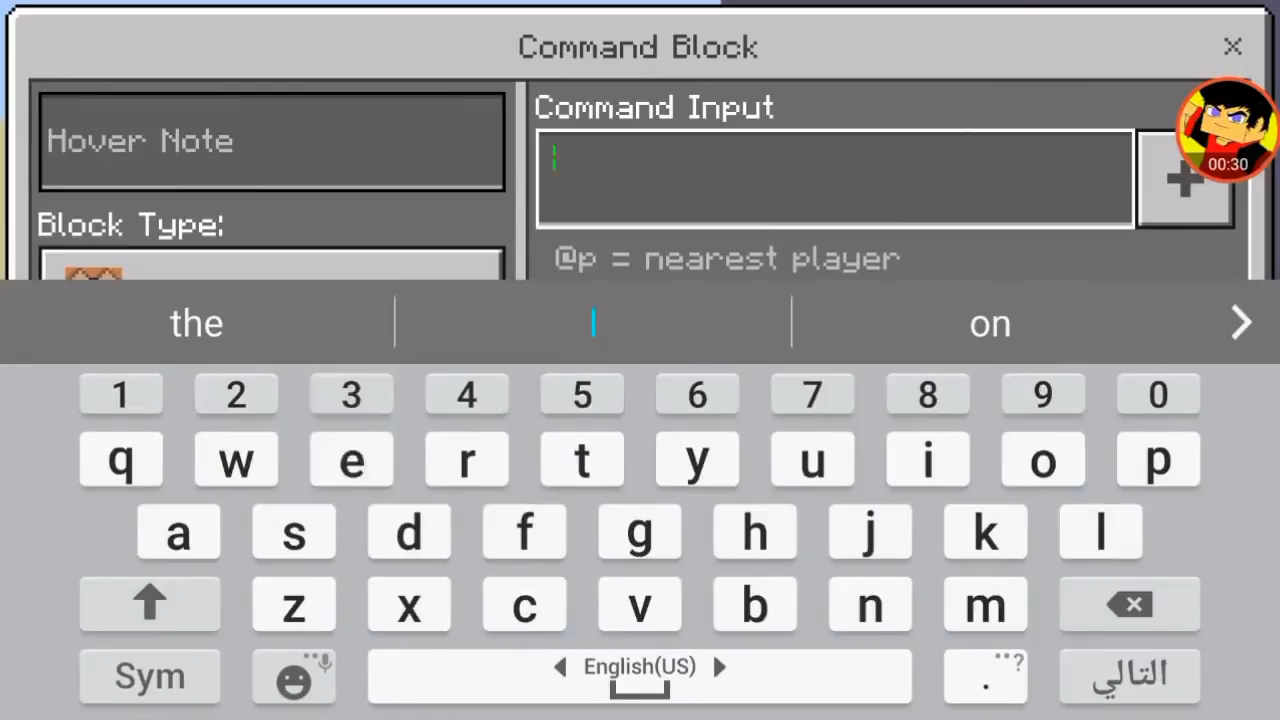 Command Block
Hover Note
Command Input
00:30
Block Type:
@p = nearest player
the
I
on
1 2 3 4 5 6 7 8 9 0
q w e r t y u i o p
a s d f g h j k l
z x c v b n m
Sym
English(US)
. ?
التالي